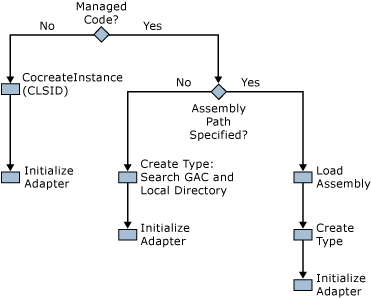 Managed
Code?
No
Yes
CocreateInstance
(CLSID)
No
Yes
Assembly
Path
Specified?
Initialize
Adapter
Create Type:
Search GAC and
Local Directory
Load
Assembly
Initialize
Adapter
Create
Type
Initialize
Adapter